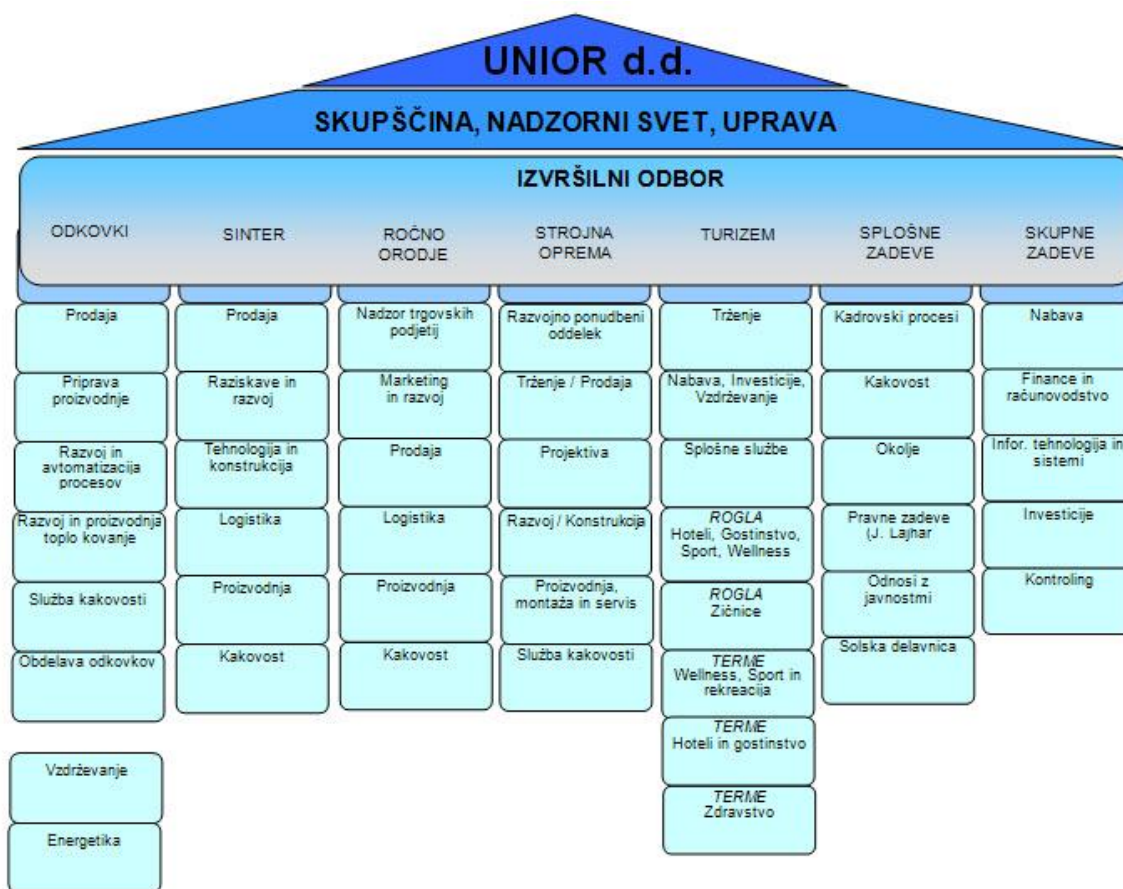 UNIOR d.d.
SKUPŠČINA, NADZORNI SVET, UPRAVA
IZVRŠILNI ODBOR
ODKOVKI
SINTER
ROČNO
ORODJE
STROJNA
OPREMA
TURIZEM
SPLOŠNE
ZADEVE
SKUPNE
ZADEVE
Prodaja
Priprava
proizvodnje
Razvoj in
avtomatizacija
procesov
Razvoj in proizvodnja
toplo kovanje
Služba kakovosti
Obdelava odkovkov
Vzdrževanje
Energetika
Prodaja
Raziskave in
razvoj
Tehnologija in
konstrukcija
Logistika
Proizvodnja
Kakovost
Nadzor trgovskih
podjetij
Marketing
in razvoj
Prodaja
Logistika
Proizvodnja
Kakovost
Razvojno ponudbeni
oddelek
Trženje / Prodaja
Projektiva
Razvoj / Konstrukcija
Proizvodnja,
montaža in servis
Služba kakovosti
Trženje
Nabava, Investicije,
Vzdrževanje
Splošne službe
ROGLA
Hoteli, Gostinstvo,
Sport, Wellness
ROGLA
Zičnice
TERME
Wellness, Sport in
rekreacija
TERME
Hoteli in gostinstvo
TERME
Zdravstvo
Kadrovski procesi
Kakovost
Okolje
Pravne zadeve
(J. Lajhar
Odnosi z
javnostmi
Solska delavnica
Nabava
Finance in
računovodstvo
Infor. tehnologija in
sistemi
Investicije
Kontroling